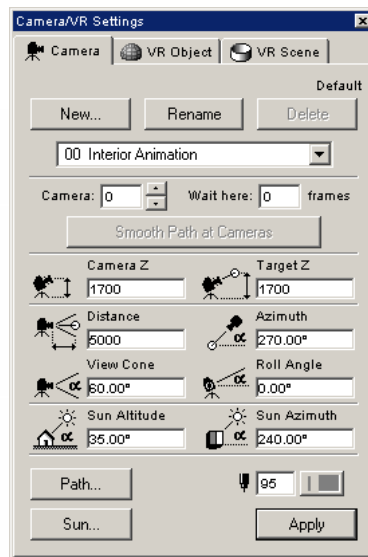 Camera/VR Settings
Camera VR Object VR Scene
Default
New... Rename Delete
00 Interior Animation
Camera: 0 Wait here: 0 frames
Smooth Path at Cameras
Camera Z Target Z
1700 1700
Distance Azimuth
5000 270.00°
View Cone Roll Angle
60.00° 0.00°
Sun Altitude Sun Azimuth
35.00° 240.00°
Path... 95
Sun... Apply